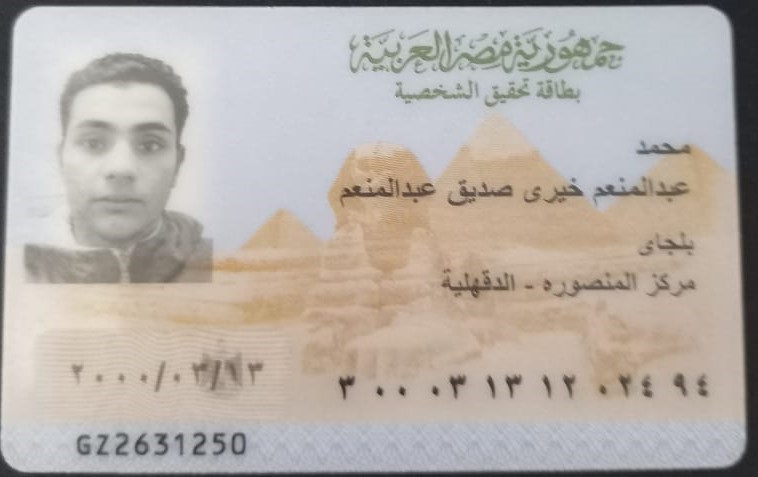 جمهورية مصر العربية
بطاقة تحقيق الشخصية
محمد
عبدالمنعم خيرى صديق عبدالمنعم
بلجاى
مركز المنصوره - الدقهلية
٢٠٠٠/٠٣/١٣
٣ ٠٠ ٠٣ ١٣ ١٢ ٠٢٤ ٩٤
GZ2631250